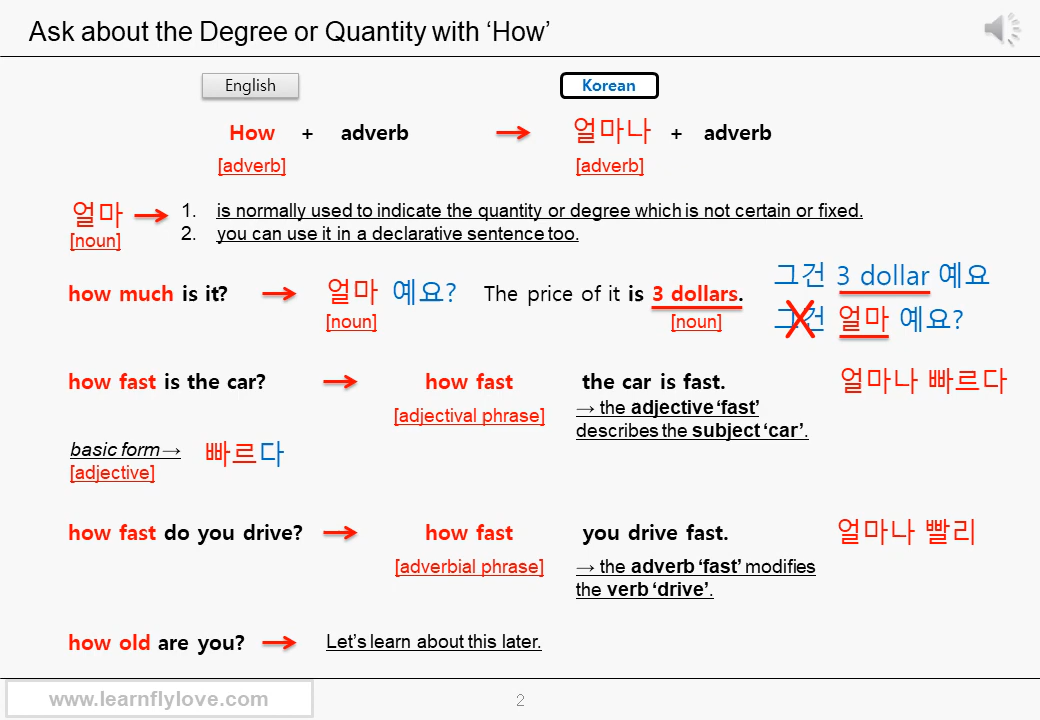 Ask about the Degree or Quantity with ‘How’
English
Korean
How + adverb → 얼마나 + adverb
[adverb] [adverb]
얼마 → 1. is normally used to indicate the quantity or degree which is not certain or fixed.
[noun] 2. you can use it in a declarative sentence too.
그건 3 dollar 예요
how much is it? → 얼마 예요? The price of it is 3 dollars.
[noun] [noun] 그건 얼마 예요?
how fast is the car? → how fast the car is fast. 얼마나 빠르다
[adjectival phrase] → the adjective ‘fast’
describes the subject ‘car’.
basic form→ 빠르다
[adjective]
how fast do you drive? → how fast you drive fast. 얼마나 빨리
[adverbial phrase] → the adverb ‘fast’ modifies
the verb ‘drive’.
how old are you? → Let’s learn about this later.
www.learnflylove.com 2